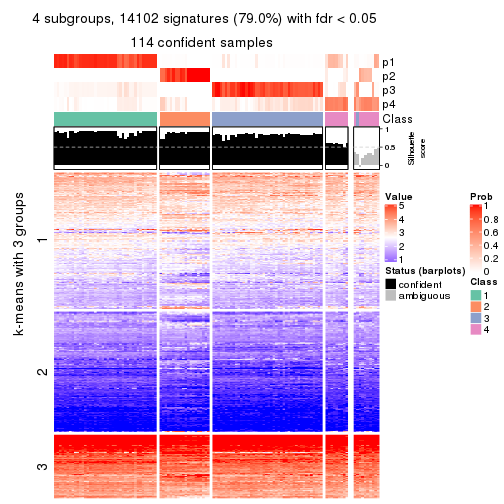 4 subgroups, 14102 signatures (79.0%) with fdr < 0.05
114 confident samples
p1
p2
p3
p4
Class
1
0.5
0
Silhouette
score
k-means with 3 groups
1
2
3
Value
5
4
3
2
1
Status (barplots)
confident
ambiguous
Prob
1
0.8
0.6
0.4
0.2
0
Class
1
2
3
4